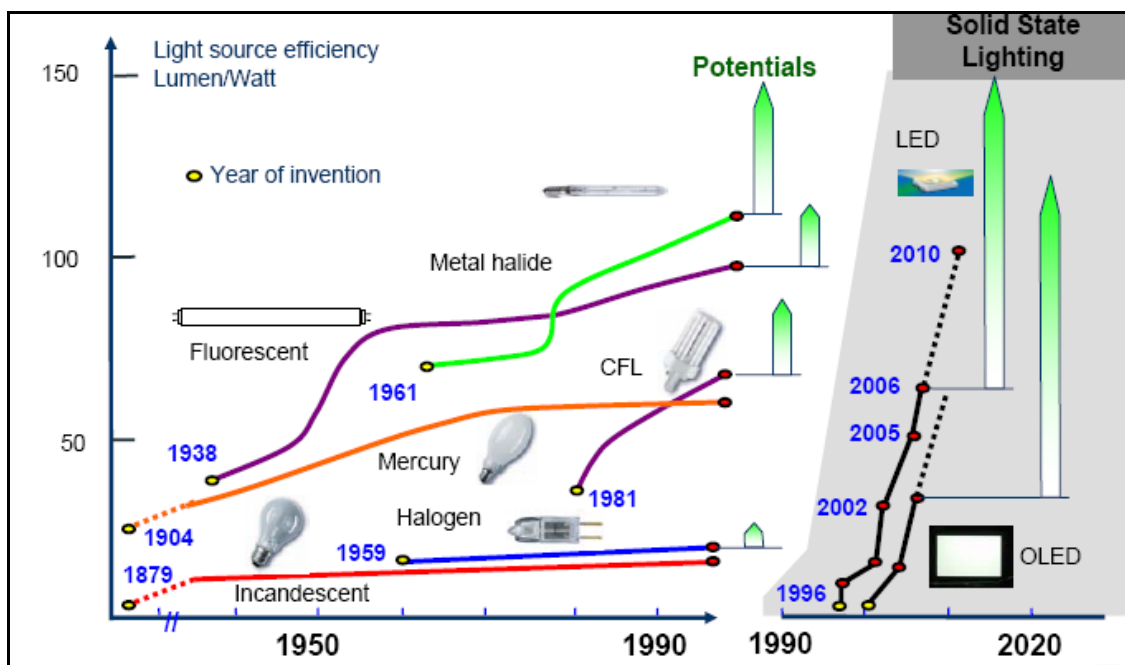 Solid State
Lighting
Light source efficiency
Lumen/Watt
Potentials
150
LED
Year of invention
100
Metal halide
2010
Fluorescent
1961
CFL
2006
50
2005
1938
Mercury
1981
2002
1904
Halogen
1959
OLED
1879
Incandescent
1996
1950
1990
1990
2020